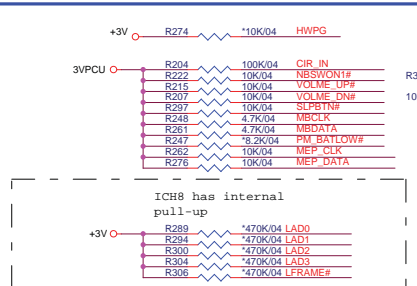 +3V R274 *10K/04 HWPG
3VPCU R204 100K/04 CIR_IN
R222 10K/04 NBSWON1#
R215 10K/04 VOLME_UP#
R207 10K/04 VOLME_DN#
R297 10K/04 SLPBTN#
R248 4.7K/04 MBCLK
R261 4.7K/04 MBDATA
R247 *8.2K/04 PM_BATLOW#
R262 10K/04 MEP_CLK
R276 10K/04 MEP_DATA
R3
10
ICH8 has internal
pull-up
+3V R289 *470K/04 LAD0
R294 *470K/04 LAD1
R300 *470K/04 LAD2
R304 *470K/04 LAD3
R306 *470K/04 LFRAME#